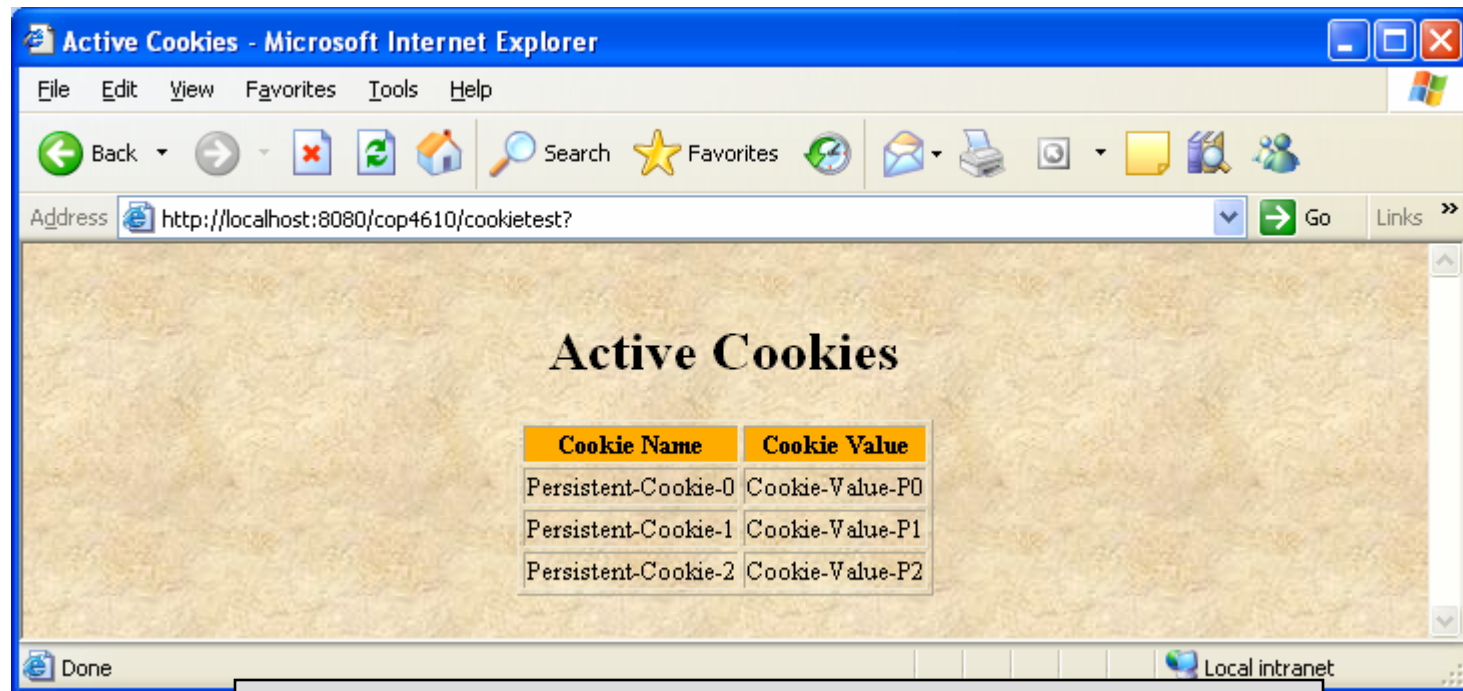 Active Cookies - Microsoft Internet Explorer
File Edit View Favorites Tools Help
Back Search Favorites
Address http://localhost:8080/cop4610/cookietest? Go Links »
Active Cookies
Cookie Name Cookie Value
Persistent-Cookie-0 Cookie-Value-P0
Persistent-Cookie-1 Cookie-Value-P1
Persistent-Cookie-2 Cookie-Value-P2
Done Local intranet